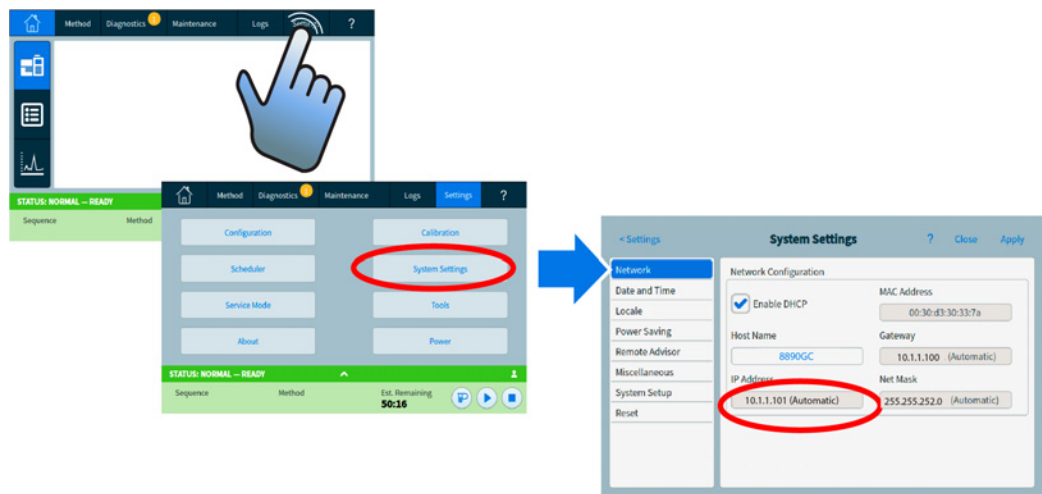 Method Diagnostics Maintenance Logs Settings ?
STATUS: NORMAL — READY
Sequence Method
Method Diagnostics Maintenance Logs Settings ?
Configuration Calibration
Scheduler System Settings
Service Mode Tools
About Power
STATUS: NORMAL — READY
Sequence Method Est. Remaining
50:16
< Settings System Settings ? Close Apply
Network Network Configuration
Date and Time MAC Address
Enable DHCP
Locale 00:30:d3:30:33:7a
Power Saving Host Name Gateway
Remote Advisor 8890GC 10.1.1.100 (Automatic)
Miscellaneous IP Address Net Mask
System Setup 10.1.1.101 (Automatic) 255.255.252.0 (Automatic)
Reset